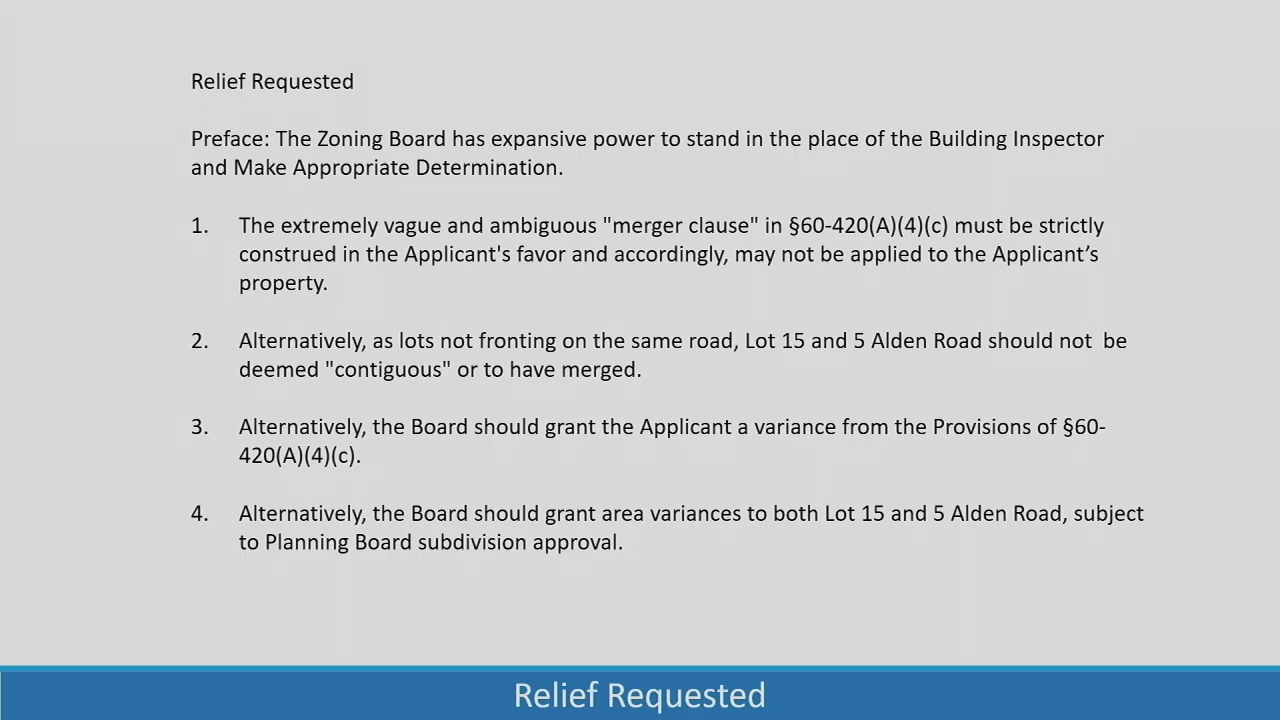 Relief Requested
Preface: The Zoning Board has expansive power to stand in the place of the Building Inspector
and Make Appropriate Determination.
1. The extremely vague and ambiguous "merger clause" in §60-420(A)(4)(c) must be strictly
construed in the Applicant's favor and accordingly, may not be applied to the Applicant’s
property.
2. Alternatively, as lots not fronting on the same road, Lot 15 and 5 Alden Road should not  be
deemed "contiguous" or to have merged.
3. Alternatively, the Board should grant the Applicant a variance from the Provisions of §60-
420(A)(4)(c).
4. Alternatively, the Board should grant area variances to both Lot 15 and 5 Alden Road, subject
to Planning Board subdivision approval.
Relief Requested